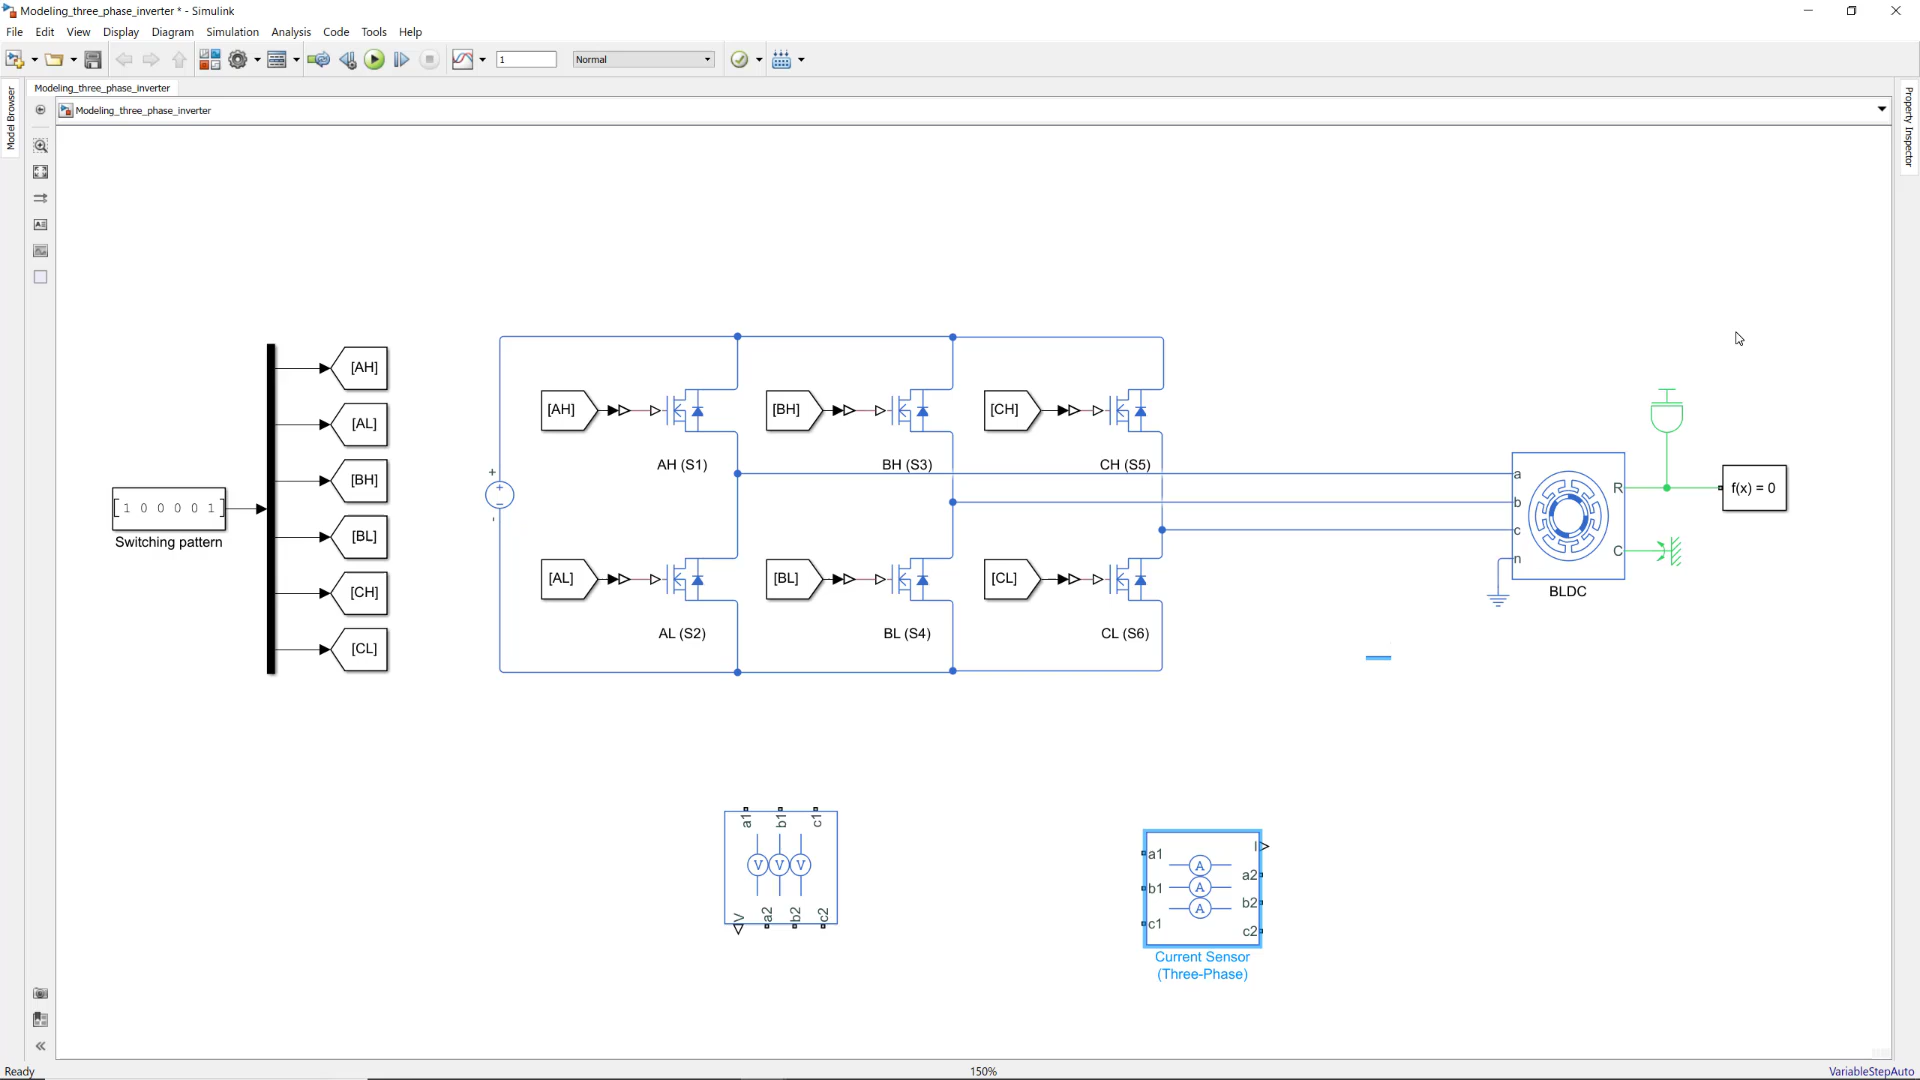 Modeling_three_phase_inverter * - Simulink
File Edit View Display Diagram Simulation Analysis Code Tools Help
1 Normal
Modeling_three_phase_inverter
Modeling_three_phase_inverter
Model Browser
Property Inspector
[AH]
[AL]
[BH]
[BL]
[CH]
[CL]
[1 0 0 0 0 1]
Switching pattern
+
-
+
−
[AH] [BH] [CH]
AH (S1) BH (S3) CH (S5)
[AL] [BL] [CL]
AL (S2) BL (S4) CL (S6)
a
b
c
n
R
C
BLDC
f(x) = 0
a1 b1 c1
V V V
V a2 b2 c2
a1
b1
c1
A
A
A
I
a2
b2
c2
Current Sensor
(Three-Phase)
Ready 150% VariableStepAuto